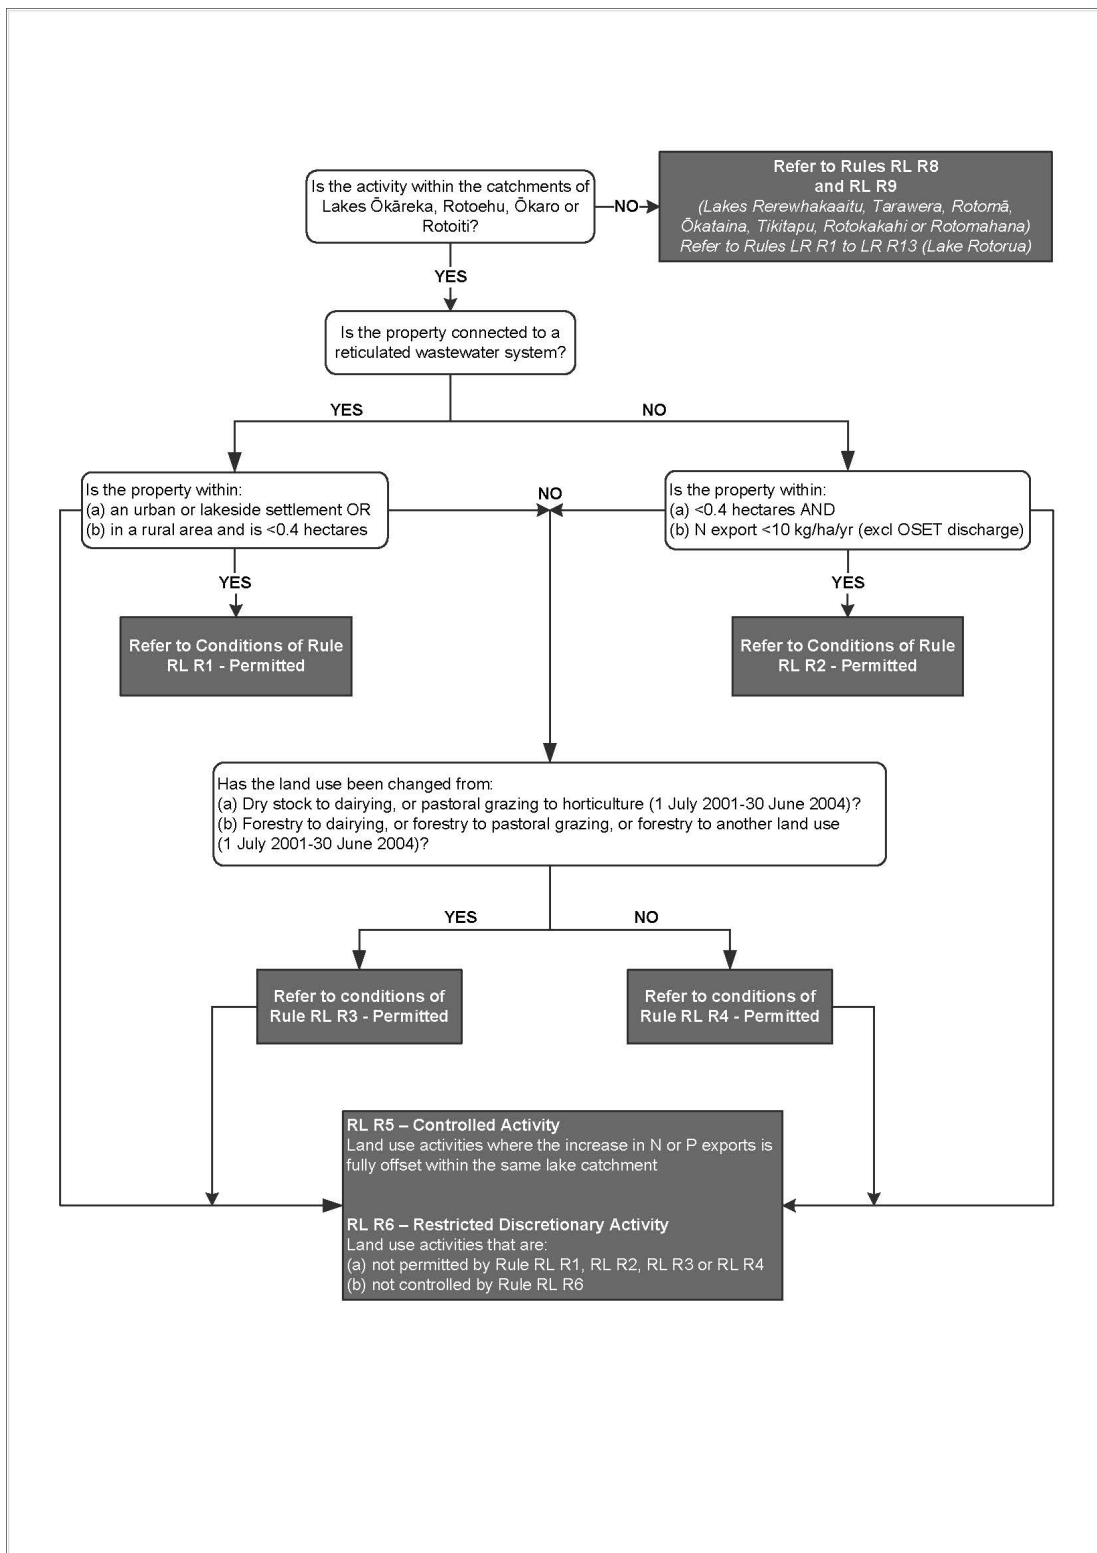 Is the activity within the catchments of
Lakes Ōkāreka, Rotoehu, Ōkaro or
Rotoiti?
NO
Refer to Rules RL R8
and RL R9
(Lakes Rerewhakaaitu, Tarawera, Rotomā,
Ōkataina, Tikitapu, Rotokakahi or Rotomahana)
Refer to Rules LR R1 to LR R13 (Lake Rotorua)
YES
Is the property connected to a
reticulated wastewater system?
YES
NO
Is the property within:
(a) an urban or lakeside settlement OR
(b) in a rural area and is <0.4 hectares
NO
Is the property within:
(a) <0.4 hectares AND
(b) N export <10 kg/ha/yr (excl OSET discharge)
YES
YES
Refer to Conditions of Rule
RL R1 - Permitted
Refer to Conditions of Rule
RL R2 - Permitted
Has the land use been changed from:
(a) Dry stock to dairying, or pastoral grazing to horticulture (1 July 2001-30 June 2004)?
(b) Forestry to dairying, or forestry to pastoral grazing, or forestry to another land use
(1 July 2001-30 June 2004)?
YES
NO
Refer to conditions of
Rule RL R3 - Permitted
Refer to conditions of
Rule RL R4 - Permitted
RL R5 – Controlled Activity
Land use activities where the increase in N or P exports is
fully offset within the same lake catchment
RL R6 – Restricted Discretionary Activity
Land use activities that are:
(a) not permitted by Rule RL R1, RL R2, RL R3 or RL R4
(b) not controlled by Rule RL R6